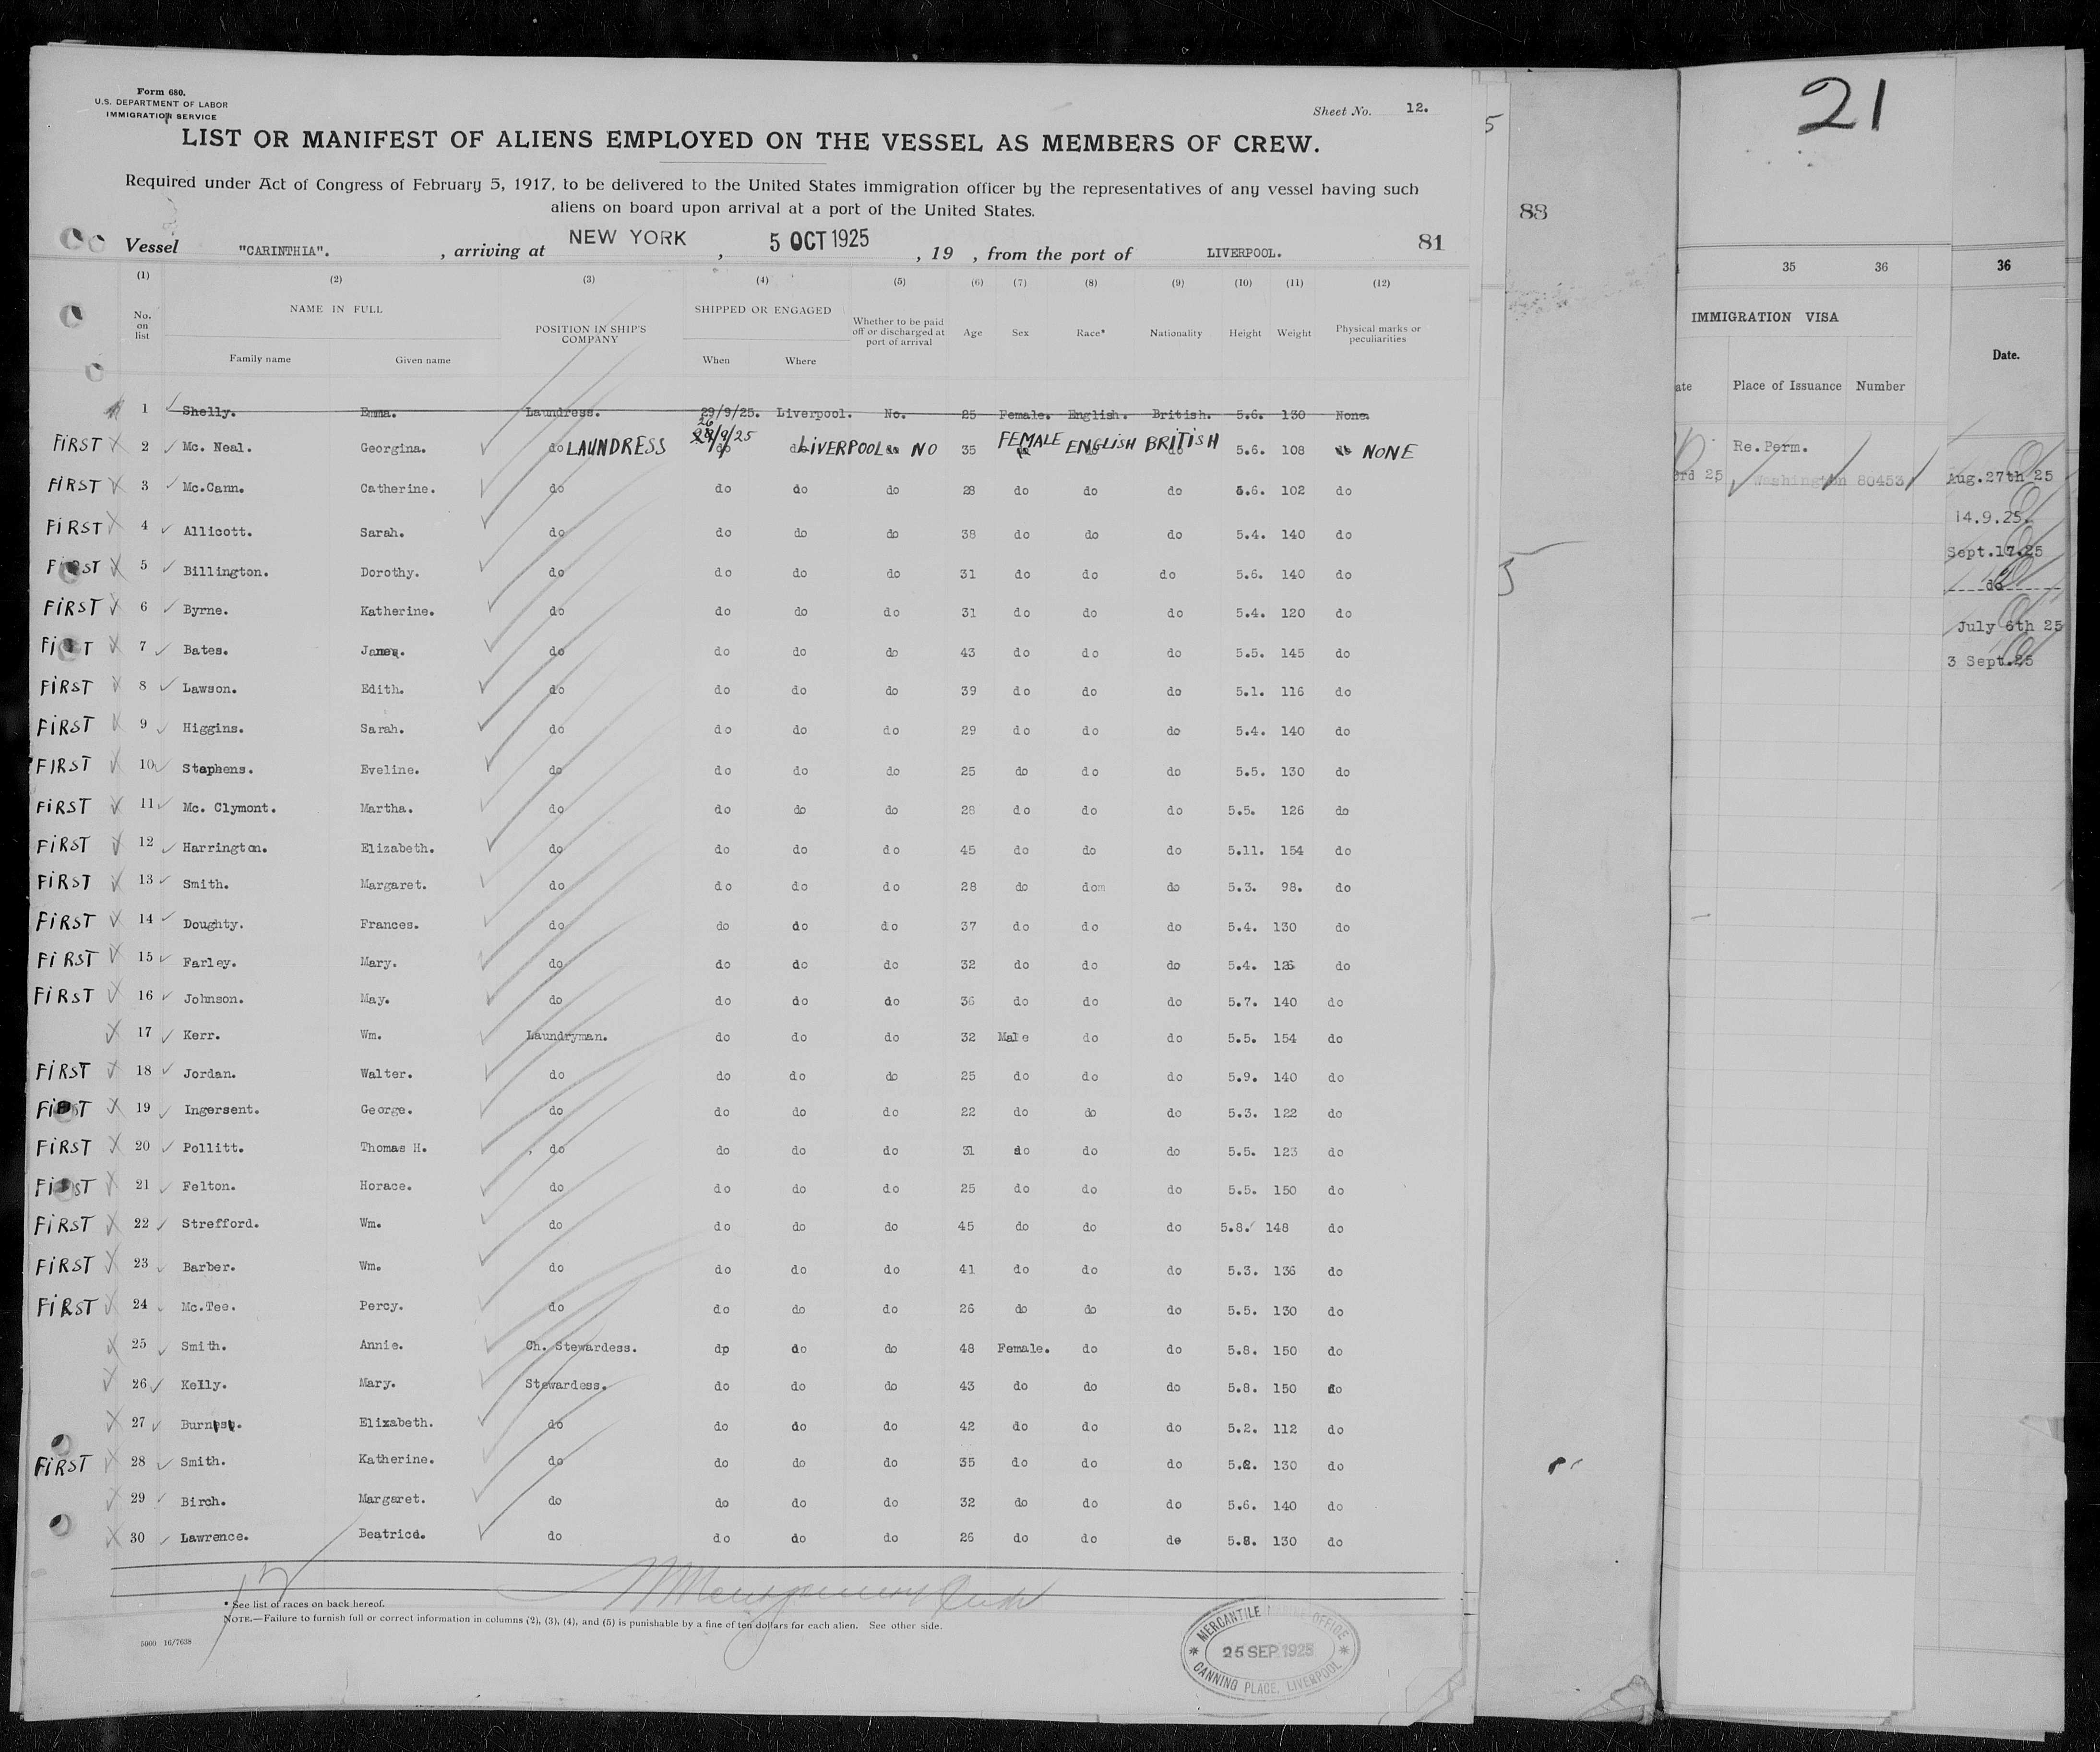 Form 680.
U.S. DEPARTMENT OF LABOR
IMMIGRATION SERVICE
Sheet No. 12.
LIST OR MANIFEST OF ALIENS EMPLOYED ON THE VESSEL AS MEMBERS OF CREW.
Required under Act of Congress of February 5, 1917, to be delivered to the United States immigration officer by the representatives of any vessel having such
aliens on board upon arrival at a port of the United States.
81
Vessel "CARINTHIA". , arriving at NEW YORK , 5 OCT 1925 , 19 , from the port of LIVERPOOL.
(1) (2) (3) (4) (5) (6) (7) (8) (9) (10) (11) (12)
No. on list NAME IN FULL Family name Given name POSITION IN SHIP'S COMPANY SHIPPED OR ENGAGED When Where Whether to be paid off or discharged at port of arrival Age Sex Race* Nationality Height Weight Physical marks or peculiarities
1 Shelly. Emma. Laundress. 29/9/25. Liverpool. No. 25 Female. English. British. 5.6. 130 None.
FIRST 2 Mc. Neal. Georgina. do LAUNDRESS 26/9/25 do LIVERPOOL do NO 35 FEMALE ENGLISH BRITISH 5.6. 108 NONE
FIRST 3 Mc.Cann. Catherine. do do do do 28 do do do 5.6. 102 do
FIRST 4 Allicott. Sarah. do do do do 38 do do do 5.4. 140 do
FIRST 5 Billington. Dorothy. do do do do 31 do do do 5.6. 140 do
FIRST 6 Byrne. Katherine. do do do do 31 do do do 5.4. 120 do
FIRST 7 Bates. Jane. do do do do 43 do do do 5.5. 145 do
FIRST 8 Lawson. Edith. do do do do 39 do do do 5.1. 116 do
FIRST 9 Higgins. Sarah. do do do do 29 do do do 5.4. 140 do
FIRST 10 Staphens. Eveline. do do do do 25 do do do 5.5. 130 do
FIRST 11 Mc. Clymont. Martha. do do do do 28 do do do 5.5. 126 do
FIRST 12 Harrington. Elizabeth. do do do do 45 do do do 5.11. 154 do
FIRST 13 Smith. Margaret. do do do do 28 do dom do 5.3. 98. do
FIRST 14 Doughty. Frances. do do do do 37 do do do 5.4. 130 do
FIRST 15 Farley. Mary. do do do do 32 do do do 5.4. do
FIRST 16 Johnson. May. do do do do 36 do do do 5.7. 140 do
17 Kerr. Wm. Laundryman. do do do 32 Male do do 5.5. 154 do
FIRST 18 Jordan. Walter. do do do do 25 do do do 5.9. 140 do
FIRST 19 Ingersent. George. do do do do 22 do do do 5.3. 122 do
FIRST 20 Pollitt. Thomas H. do do do do 31 do do do 5.5. 123 do
FIRST 21 Felton. Horace. do do do do 25 do do do 5.5. 150 do
FIRST 22 Strefford. Wm. do do do do 45 do do do 5.8. 148 do
FIRST 23 Barber. Wm. do do do do 41 do do do 5.3. 136 do
FIRST 24 Mc.Tee. Percy. do do do do 26 do do do 5.5. 130 do
25 Smith. Annie. Ch. Stewardess. dp do do 48 Female. do do 5.8. 150 do
26 Kelly. Mary. Stewardess. do do do 43 do do do 5.8. 150 do
27 Burns. Elizabeth. do do do do 42 do do do 5.2. 112 do
FIRST 28 Smith. Katherine. do do do do 35 do do do 130 do
29 Birch. Margaret. do do do do 32 do do do 5.6. 140 do
30 Lawrence. Beatrice. do do do do 26 do do de 130 do
* See list of races on back hereof.
NOTE.—Failure to furnish full or correct information in columns (2), (3), (4), and (5) is punishable by a fine of ten dollars for each alien. See other side.
5000 16/7638
MERCANTILE OFFICE
25 SEP 1925
CANNING PLACE, LIVERPOOL
5
83
21
35 36
IMMIGRATION VISA
ate Place of Issuance Number
Re.Perm.
3rd 25 Washington 80453
36
Date.
Aug.27th 25
14.9.25.
Sept.17.25
do
July 6th 25
3 Sept.25